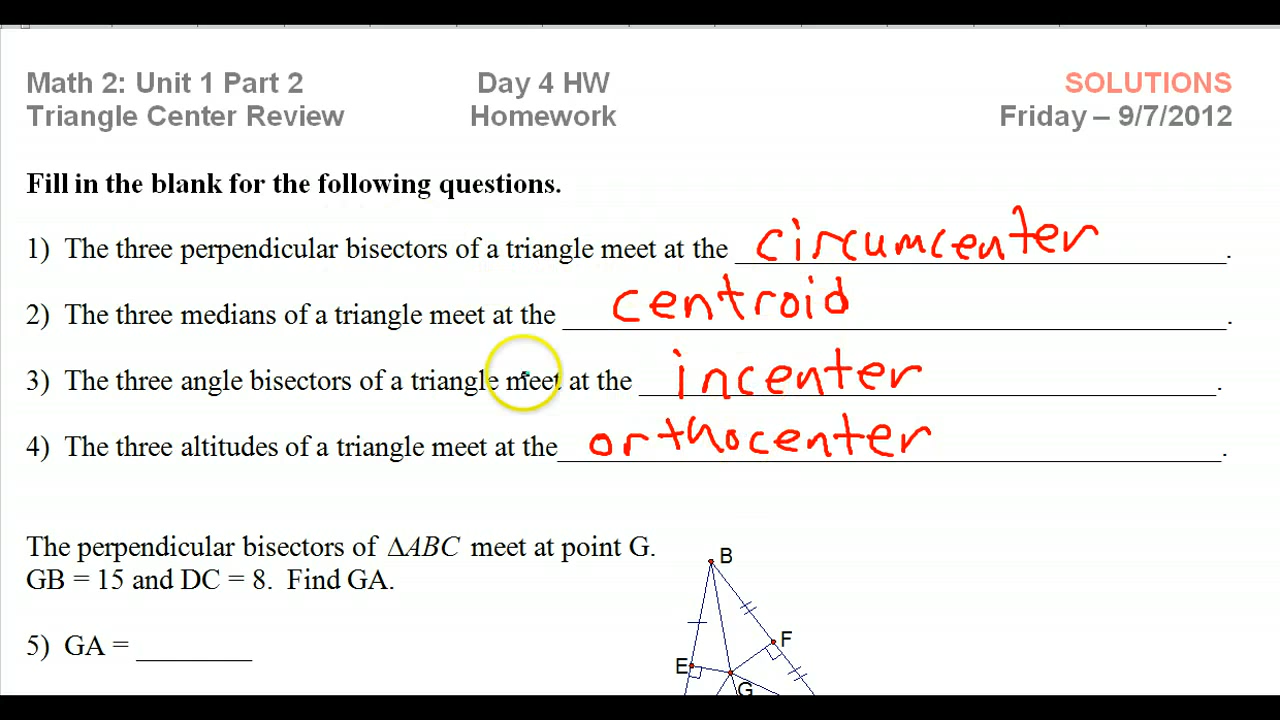 Math 2: Unit 1 Part 2 Day 4 HW SOLUTIONS
Triangle Center Review Homework Friday – 9/7/2012
Fill in the blank for the following questions.
1) The three perpendicular bisectors of a triangle meet at the circumcenter.
2) The three medians of a triangle meet at the centroid.
3) The three angle bisectors of a triangle meet at the incenter.
4) The three altitudes of a triangle meet at the orthocenter.
The perpendicular bisectors of ΔABC meet at point G.
GB = 15 and DC = 8. Find GA.
5) GA = ________
B
F
E
G